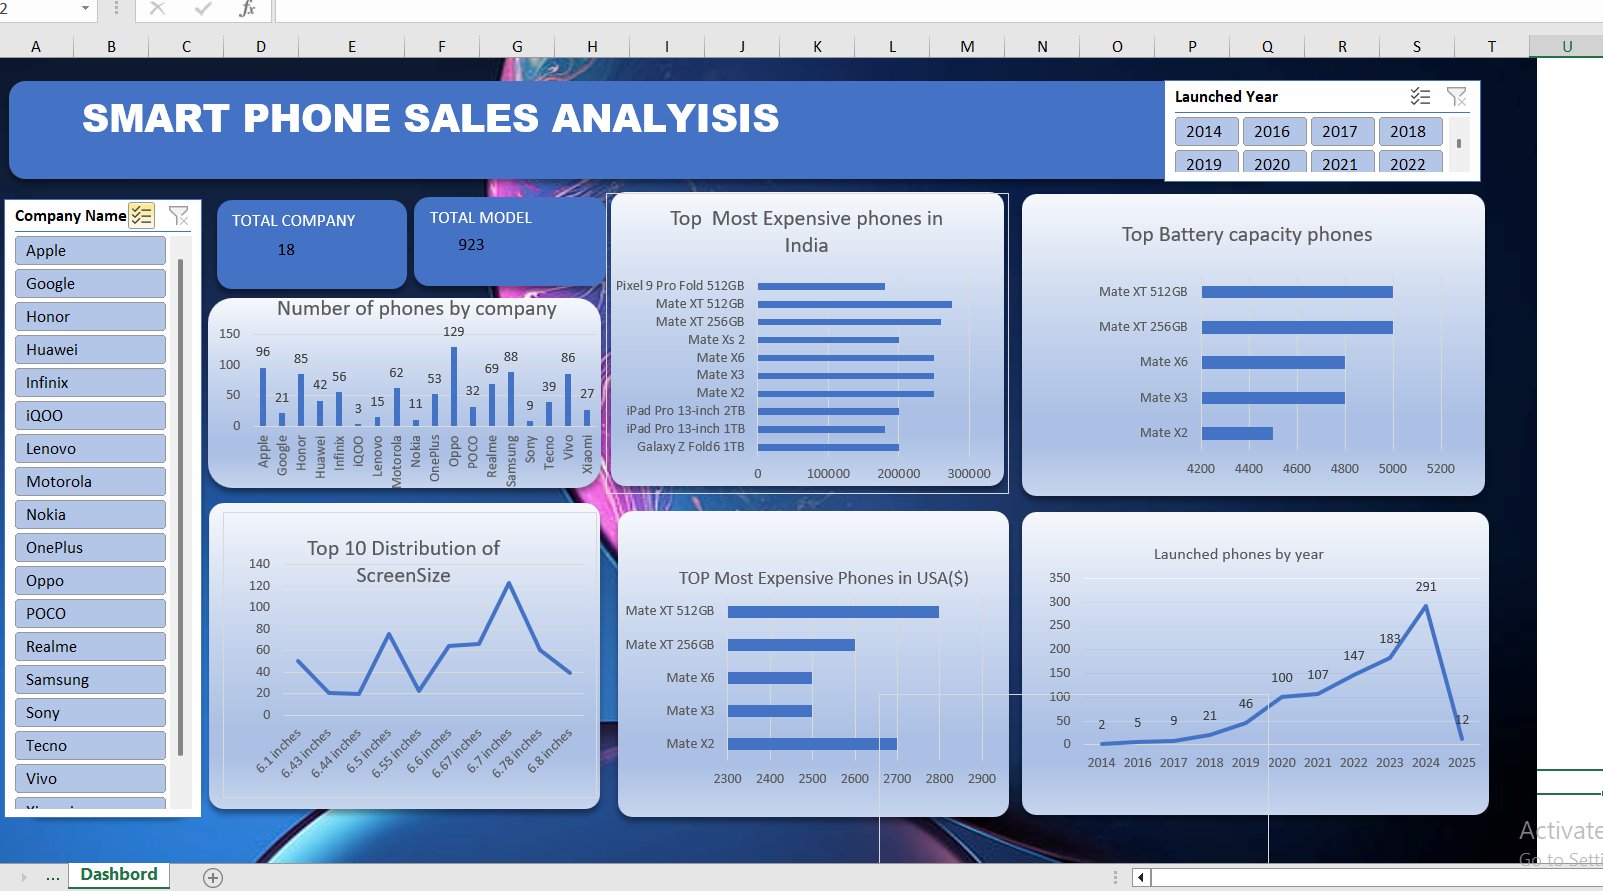 2
fx
A B C D E F G H I J K L M N O P Q R S T U
SMART PHONE SALES ANALYISIS
Launched Year
2014 2016 2017 2018
2019 2020 2021 2022
Company Name
Apple
Google
Honor
Huawei
Infinix
iQOO
Lenovo
Motorola
Nokia
OnePlus
Oppo
POCO
Realme
Samsung
Sony
Tecno
Vivo
TOTAL COMPANY
18
TOTAL MODEL
923
Number of phones by company
150
100
50
0
96 21 85 42 56 3 15 62 11 53 129 32 69 88 9 39 86 27
Apple Google Honor Huawei Infinix iQOO Lenovo Motorola Nokia OnePlus Oppo POCO Realme Samsung Sony Tecno Vivo Xiaomi
Top Most Expensive phones in
India
Pixel 9 Pro Fold 512GB
Mate XT 512GB
Mate XT 256GB
Mate Xs 2
Mate X6
Mate X3
Mate X2
iPad Pro 13-inch 2TB
iPad Pro 13-inch 1TB
Galaxy Z Fold6 1TB
0 100000 200000 300000
Top Battery capacity phones
Mate XT 512GB
Mate XT 256GB
Mate X6
Mate X3
Mate X2
4200 4400 4600 4800 5000 5200
Top 10 Distribution of
ScreenSize
140
120
100
80
60
40
20
0
6.1 inches 6.43 inches 6.44 inches 6.5 inches 6.55 inches 6.6 inches 6.67 inches 6.7 inches 6.78 inches 6.8 inches
TOP Most Expensive Phones in USA($)
Mate XT 512GB
Mate XT 256GB
Mate X6
Mate X3
Mate X2
2300 2400 2500 2600 2700 2800 2900
Launched phones by year
350
300
250
200
150
100
50
0
2 5 9 21 46 100 107 147 183 291 12
2014 2016 2017 2018 2019 2020 2021 2022 2023 2024 2025
Activate
Go to Setti
... Dashbord